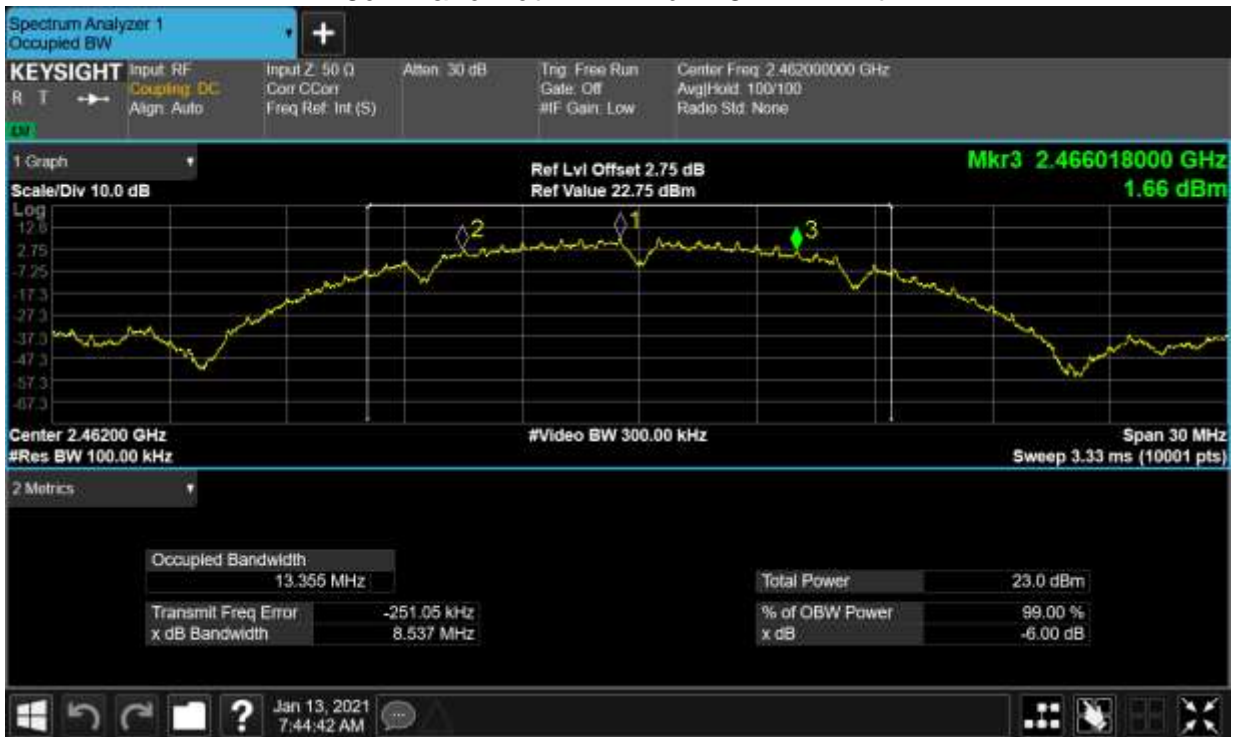 Spectrum Analyzer 1
Occupied BW
+
KEYSIGHT
R T
Input: RF
Coupling: DC
Align: Auto
Input Z: 50 Ω
Corr CCorr
Freq Ref: Int (S)
Atten: 30 dB
Trig: Free Run
Gate: Off
#IF Gain: Low
Center Freq: 2.462000000 GHz
Avg|Hold: 100/100
Radio Std: None
1 Graph
Scale/Div 10.0 dB
Ref Lvl Offset 2.75 dB
Ref Value 22.75 dBm
Mkr3 2.466018000 GHz
1.66 dBm
Log
12.8
2.75
-7.25
-17.3
-27.3
-37.3
-47.3
-57.3
-67.3
2
1
3
Center 2.46200 GHz
#Video BW 300.00 kHz
Span 30 MHz
#Res BW 100.00 kHz
Sweep 3.33 ms (10001 pts)
2 Metrics
Occupied Bandwidth
13.355 MHz
Transmit Freq Error -251.05 kHz
x dB Bandwidth 8.537 MHz
Total Power 23.0 dBm
% of OBW Power 99.00 %
x dB -6.00 dB
?
Jan 13, 2021
7:44:42 AM